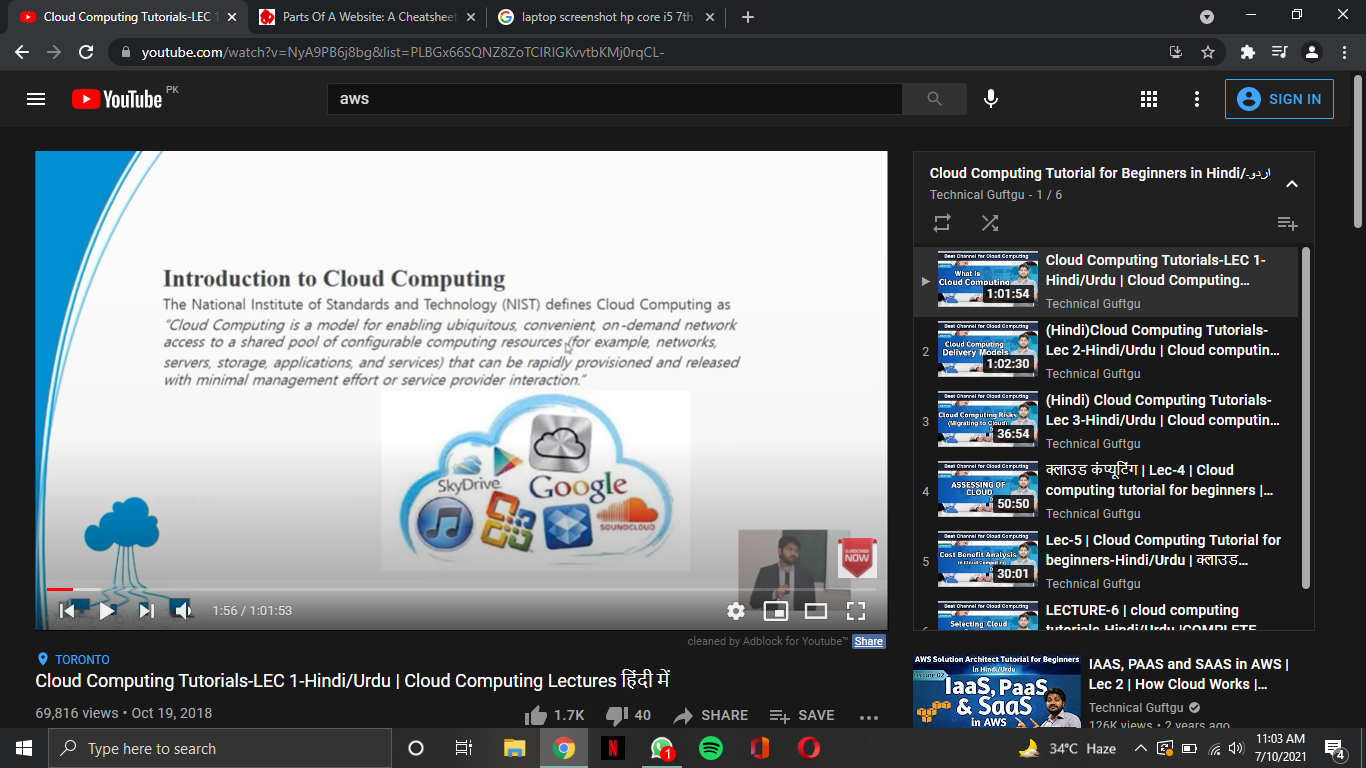 Cloud Computing Tutorials-LEC 1
Parts Of A Website: A Cheatsheet
laptop screenshot hp core i5 7th
youtube.com/watch?v=NyA9PB6j8bg&list=PLBGx66SQNZ8ZoTCIRIGKvvtbKMj0rqCL-
YouTube PK
aws
SIGN IN
Introduction to Cloud Computing
The National Institute of Standards and Technology (NIST) defines Cloud Computing as
"Cloud Computing is a model for enabling ubiquitous, convenient, on-demand network
access to a shared pool of configurable computing resources (for example, networks,
servers, storage, applications, and services) that can be rapidly provisioned and released
with minimal management effort or service provider interaction."
SkyDrive
Google
SOUNDCLOUD
SUBSCRIBE
NOW
1:56 / 1:01:53
cleaned by Adblock for Youtube™ Share
TORONTO
Cloud Computing Tutorials-LEC 1-Hindi/Urdu | Cloud Computing Lectures हिंदी में
69,816 views • Oct 19, 2018
1.7K
40
SHARE
SAVE
Cloud Computing Tutorial for Beginners in Hindi/اردو-
Technical Guftgu - 1 / 6
Best Channel for Cloud Computing
What is
Cloud Computing
1:01:54
Cloud Computing Tutorials-LEC 1-
Hindi/Urdu | Cloud Computing...
Technical Guftgu
2
Best Channel for Cloud Computing
Cloud Computing
Delivery Models
1:02:30
(Hindi)Cloud Computing Tutorials-
Lec 2-Hindi/Urdu | Cloud computin...
Technical Guftgu
3
Best Channel for Cloud Computing
Cloud Computing Risks
(Migrating to Cloud)
36:54
(Hindi) Cloud Computing Tutorials-
Lec 3-Hindi/Urdu | Cloud computin...
Technical Guftgu
4
Best Channel for Cloud Computing
ASSESSING OF
CLOUD
50:50
क्लाउड कंप्यूटिंग | Lec-4 | Cloud
computing tutorial for beginners |...
Technical Guftgu
5
Best Channel for Cloud Computing
Cost Benefit Analysis
in Cloud Computing
30:01
Lec-5 | Cloud Computing Tutorial for
beginners-Hindi/Urdu | क्लाउड...
Technical Guftgu
Best Channel for Cloud Computing
Selecting Cloud
LECTURE-6 | cloud computing
tutorials-Hindi/Urdu |COMPLETE
AWS Solution Architect Tutorial for Beginners
in Hindi/Urdu
Lecture 02
IaaS, PaaS
& SaaS
in AWS
IAAS, PAAS and SAAS in AWS |
Lec 2 | How Cloud Works |...
Technical Guftgu
126K views • 2 years ago
Type here to search
N
1
34°C Haze
11:03 AM
7/10/2021
4